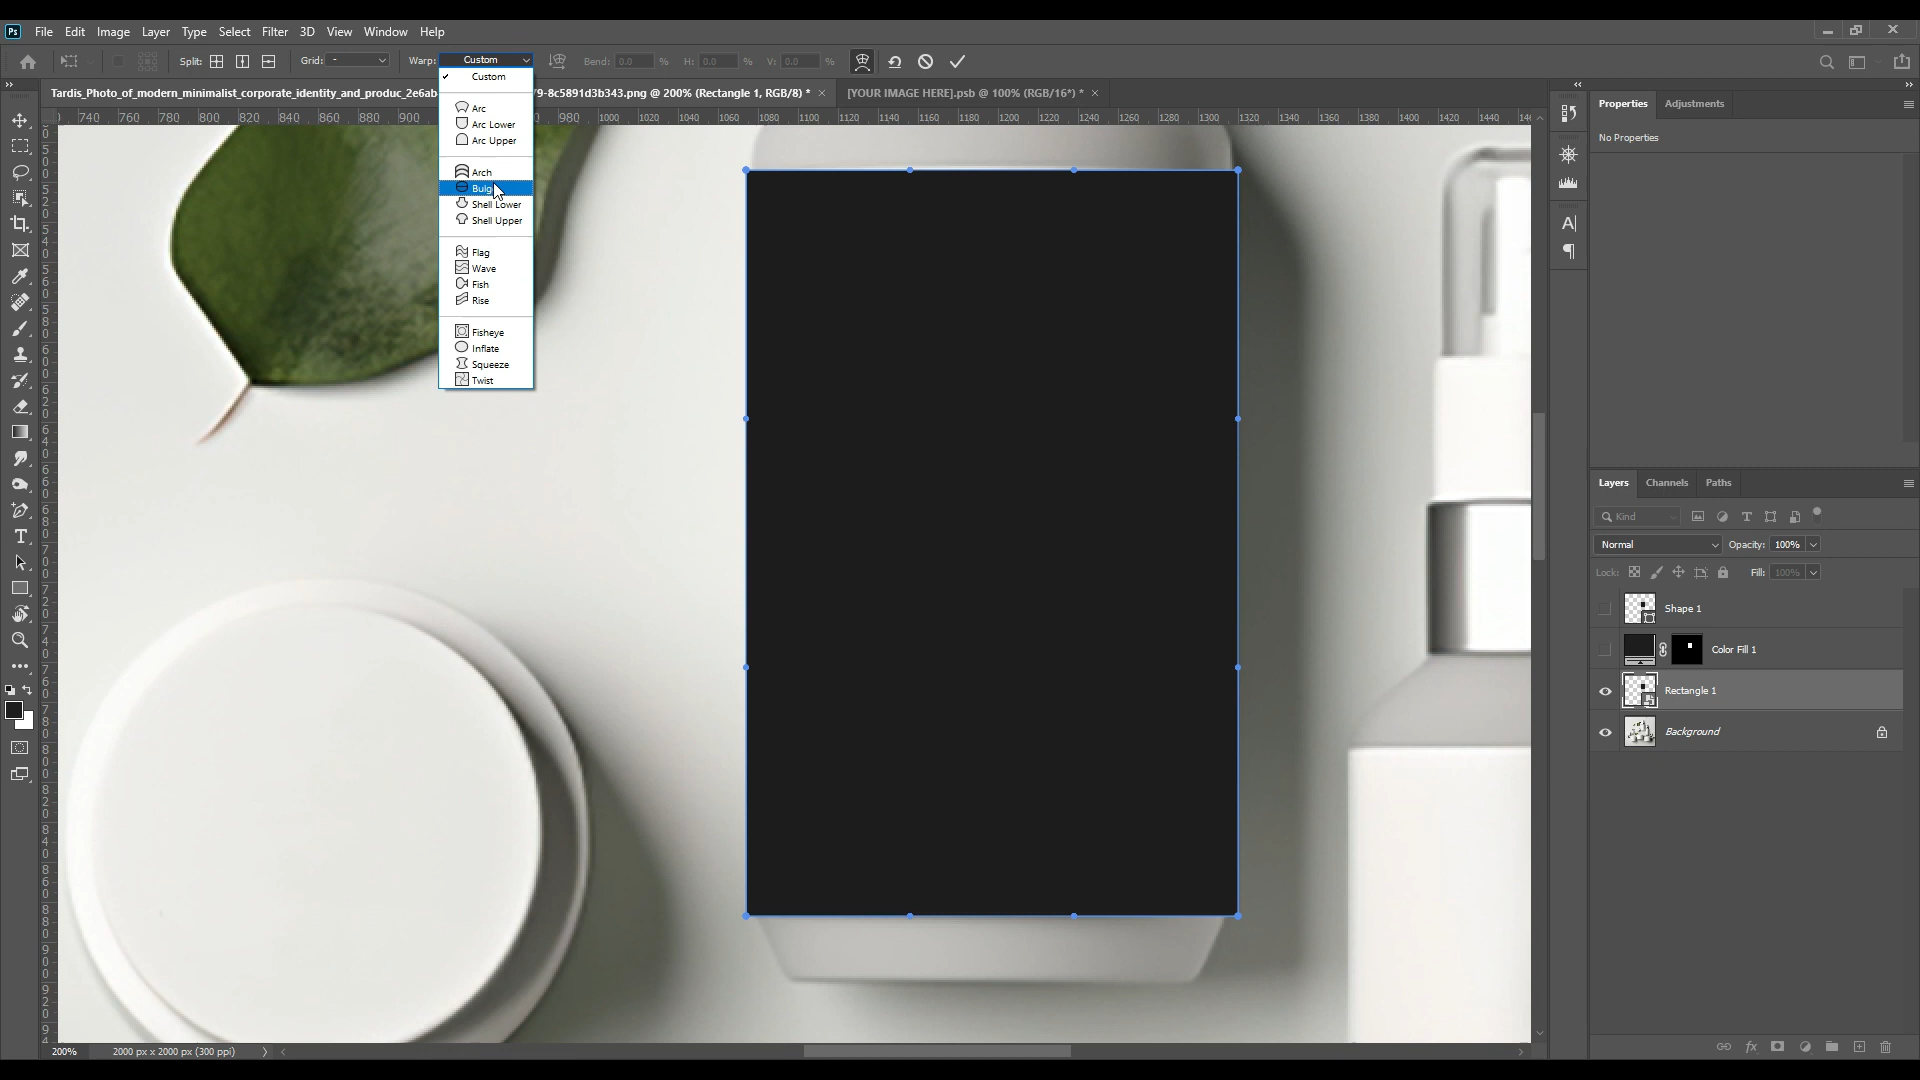 Ps File Edit Image Layer Type Select Filter 3D View Window Help
Split: Grid: - Warp: Custom Bend: 0.0 % H: 0.0 % V: 0.0 %
Custom
Arc
Arc Lower
Arc Upper
Arch
Bulg
Shell Lower
Shell Upper
Flag
Wave
Fish
Rise
Fisheye
Inflate
Squeeze
Twist
Tardis_Photo_of_modern_minimalist_corporate_identity_and_produc_2e6ab 79-8c5891d3b343.png @ 200% (Rectangle 1, RGB/8) * ×
[YOUR IMAGE HERE].psb @ 100% (RGB/16*) * ×
740 760 780 800 820 840 860 880 900 980 1000 1020 1040 1060 1080 1100 1120 1140 1160 1180 1200 1220 1240 1260 1280 1300 1320 1340 1360 1380 1400 1420 1440
Properties Adjustments
No Properties
Layers Channels Paths
Kind
Normal Opacity: 100%
Lock: Fill: 100%
Shape 1
Color Fill 1
Rectangle 1
Background
200% 2000 px x 2000 px (300 ppi)